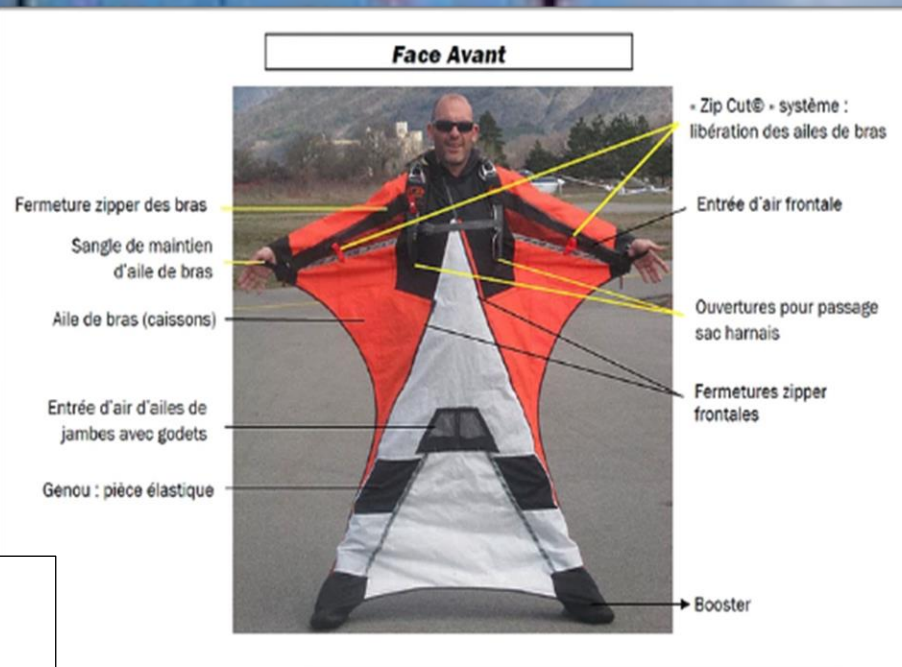 Face Avant
« Zip Cut© » système :
libération des ailes de bras
Fermeture zipper des bras
Entrée d'air frontale
Sangle de maintien
d'aile de bras
Aile de bras (caissons)
Ouvertures pour passage
sac harnais
Fermetures zipper
frontales
Entrée d'air d'ailes de
jambes avec godets
Genou : pièce élastique
Booster